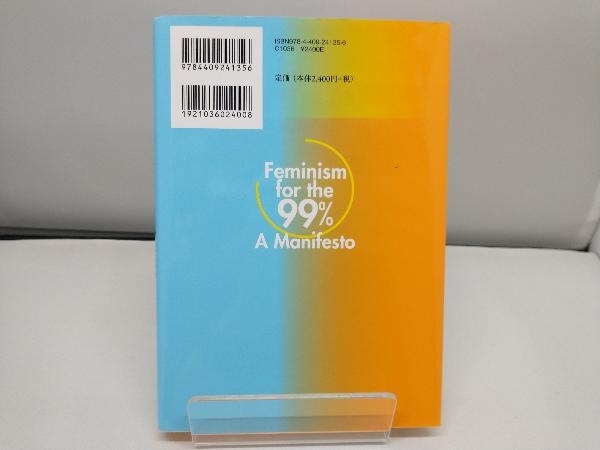 ISBN978-4-409-24135-6
C1036 ¥2400E
定価（本体2,400円+税）
9784409241356
1921036024008
Feminism
for the
99%
A Manifesto